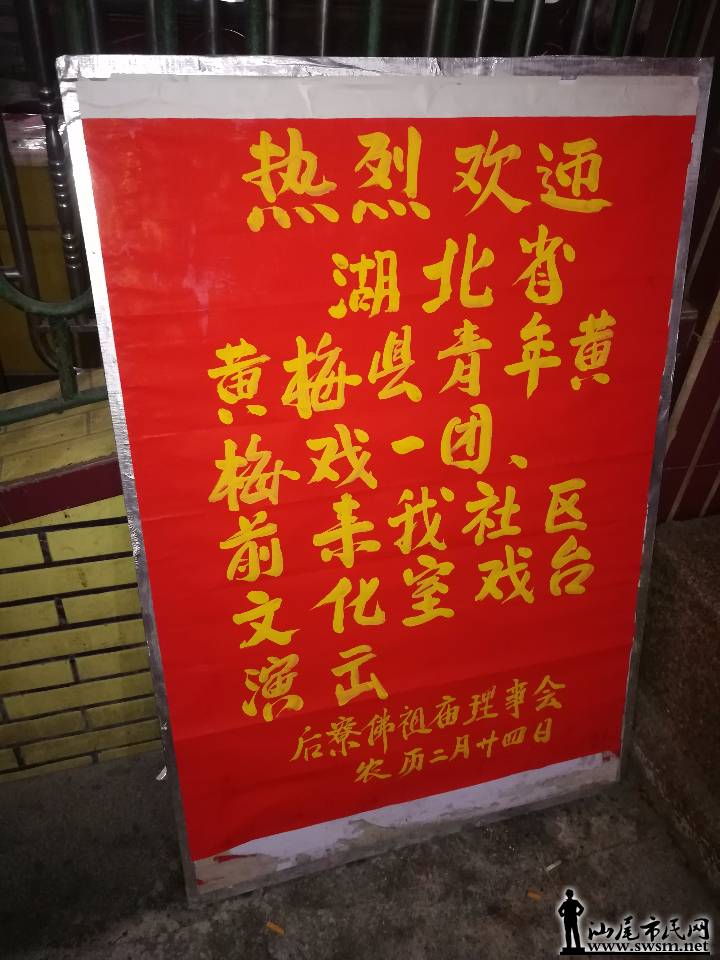 热烈欢迎
湖北省
黄梅县青年黄
梅戏一团、
前来我社区
文化室戏台
演出
后寮佛祖庙理事会
农历二月廿四日
汕尾市民网
www.swsm.net